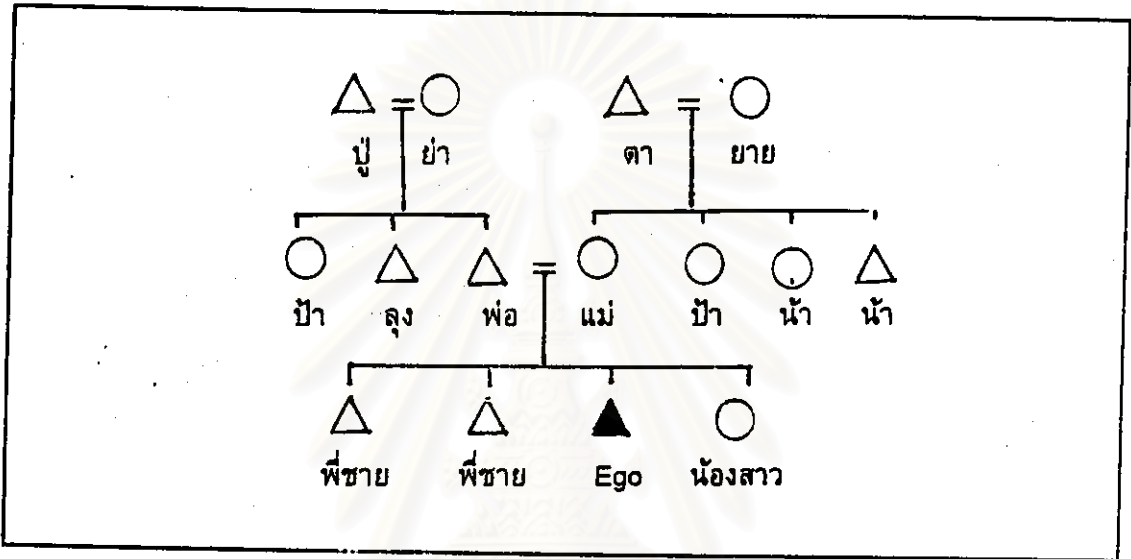 ปู่ ย่า ตา ยาย
ป้า ลุง พ่อ แม่ ป้า น้า น้า
พี่ชาย พี่ชาย Ego น้องสาว